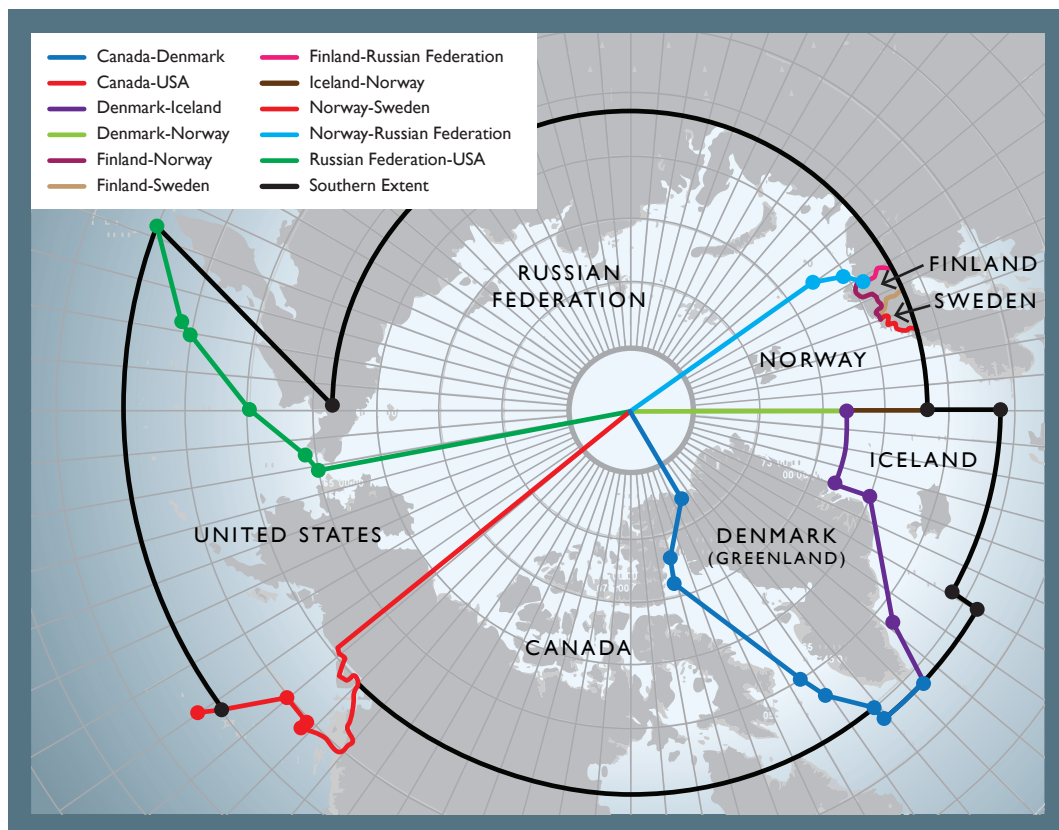 Canada-Denmark
Canada-USA
Denmark-Iceland
Denmark-Norway
Finland-Norway
Finland-Sweden
Finland-Russian Federation
Iceland-Norway
Norway-Sweden
Norway-Russian Federation
Russian Federation-USA
Southern Extent
RUSSIAN
FEDERATION
FINLAND
SWEDEN
NORWAY
ICELAND
UNITED STATES
DENMARK
(GREENLAND)
CANADA